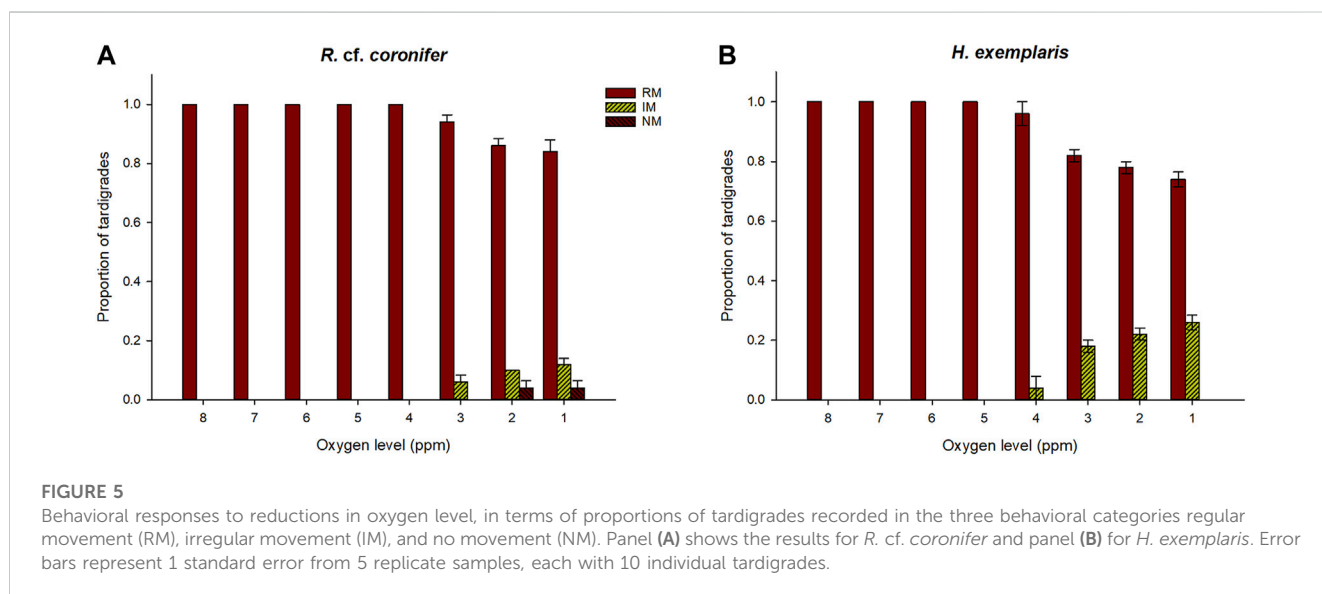 A
R. cf. coronifer
RM
IM
NM
Proportion of tardigrades
1.0
0.8
0.6
0.4
0.2
0.0
8 7 6 5 4 3 2 1
Oxygen level (ppm)
B
H. exemplaris
Proportion of tardigrades
1.0
0.8
0.6
0.4
0.2
0.0
8 7 6 5 4 3 2 1
Oxygen level (ppm)
FIGURE 5
Behavioral responses to reductions in oxygen level, in terms of proportions of tardigrades recorded in the three behavioral categories regular
movement (RM), irregular movement (IM), and no movement (NM). Panel (A) shows the results for R. cf. coronifer and panel (B) for H. exemplaris. Error
bars represent 1 standard error from 5 replicate samples, each with 10 individual tardigrades.